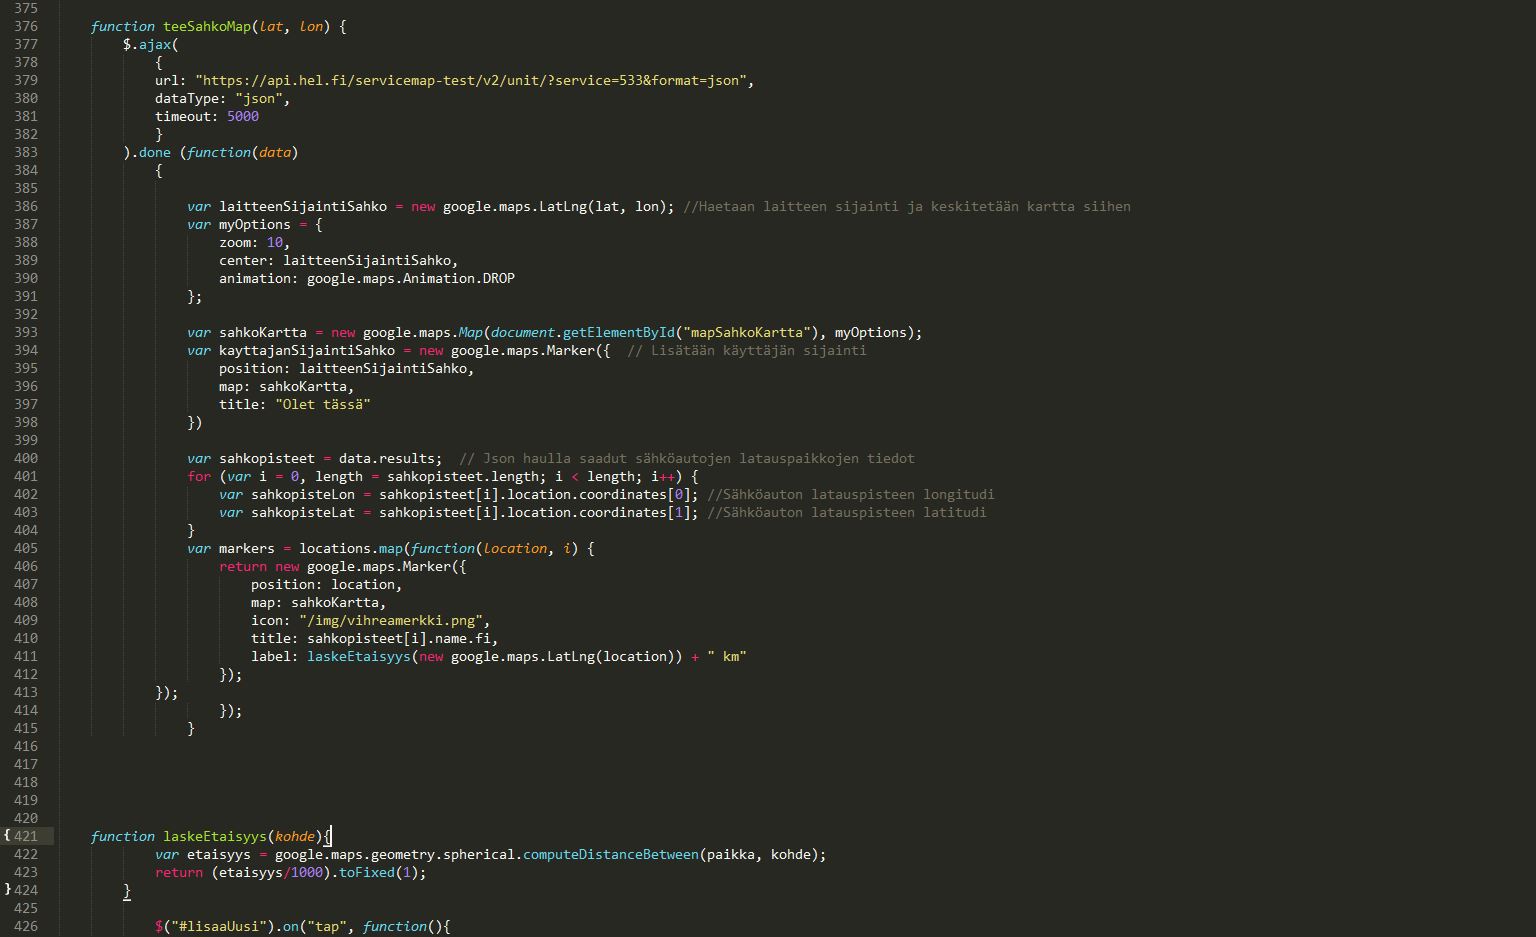 375
376 function teeSahkoMap(lat, lon) {
377 $.ajax(
378 {
379 url: "https://api.hel.fi/servicemap-test/v2/unit/?service=533&format=json",
380 dataType: "json",
381 timeout: 5000
382 }
383 ).done (function(data)
384 {
385
386 var laitteenSijaintiSahko = new google.maps.LatLng(lat, lon); //Haetaan laitteen sijainti ja keskitetään kartta siihen
387 var myOptions = {
388 zoom: 10,
389 center: laitteenSijaintiSahko,
390 animation: google.maps.Animation.DROP
391 };
392
393 var sahkoKartta = new google.maps.Map(document.getElementById("mapSahkoKartta"), myOptions);
394 var kayttajanSijaintiSahko = new google.maps.Marker({ // Lisätään käyttäjän sijainti
395 position: laitteenSijaintiSahko,
396 map: sahkoKartta,
397 title: "Olet tässä"
398 })
399
400 var sahkopisteet = data.results; // Json haulla saadut sähköautojen latauspaikkojen tiedot
401 for (var i = 0, length = sahkopisteet.length; i < length; i++) {
402 var sahkopisteLon = sahkopisteet[i].location.coordinates[0]; //Sähköauton latauspisteen longitudi
403 var sahkopisteLat = sahkopisteet[i].location.coordinates[1]; //Sähköauton latauspisteen latitudi
404 }
405 var markers = locations.map(function(location, i) {
406 return new google.maps.Marker({
407 position: location,
408 map: sahkoKartta,
409 icon: "/img/vihreamerkki.png",
410 title: sahkopisteet[i].name.fi,
411 label: laskeEtaisyys(new google.maps.LatLng(location)) + " km"
412 });
413 });
414 });
415 }
416
417
418
419
420
{ 421 function laskeEtaisyys(kohde){
422 var etaisyys = google.maps.geometry.spherical.computeDistanceBetween(paikka, kohde);
423 return (etaisyys/1000).toFixed(1);
} 424 }
425
426 $("#lisaaUusi").on("tap", function(){